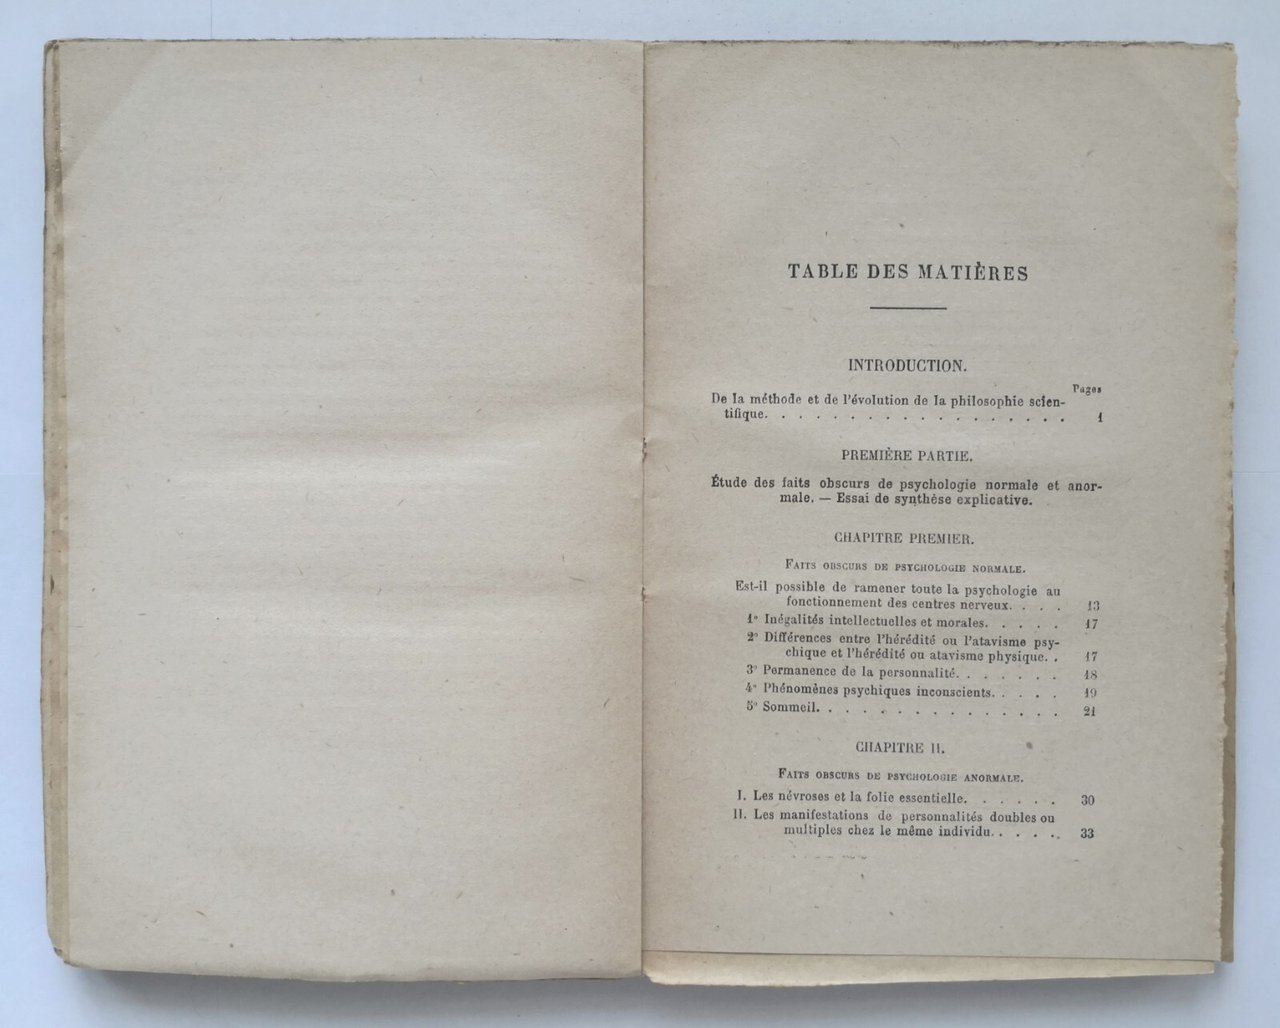 TABLE DES MATIÈRES
INTRODUCTION.
Pages
De la méthode et de l'évolution de la philosophie scien-
tifique. . . . . . . . . . . . . . . . . . 1
PREMIÈRE PARTIE.
Étude des faits obscurs de psychologie normale et anor-
male. — Essai de synthèse explicative.
CHAPITRE PREMIER.
FAITS OBSCURS DE PSYCHOLOGIE NORMALE.
Est-il possible de ramener toute la psychologie au
fonctionnement des centres nerveux. . . . 13
1° Inégalités intellectuelles et morales. . . . . 17
2° Différences entre l'hérédité ou l'atavisme psy-
chique et l'hérédité ou atavisme physique. . 17
3° Permanence de la personnalité. . . . . . . 18
4° Phénomènes psychiques inconscients. . . . . 19
5° Sommeil. . . . . . . . . . . . . . . 21
CHAPITRE II.
FAITS OBSCURS DE PSYCHOLOGIE ANORMALE.
I. Les névroses et la folie essentielle. . . . . . 30
II. Les manifestations de personnalités doubles ou
multiples chez le même individu. . . . . 33